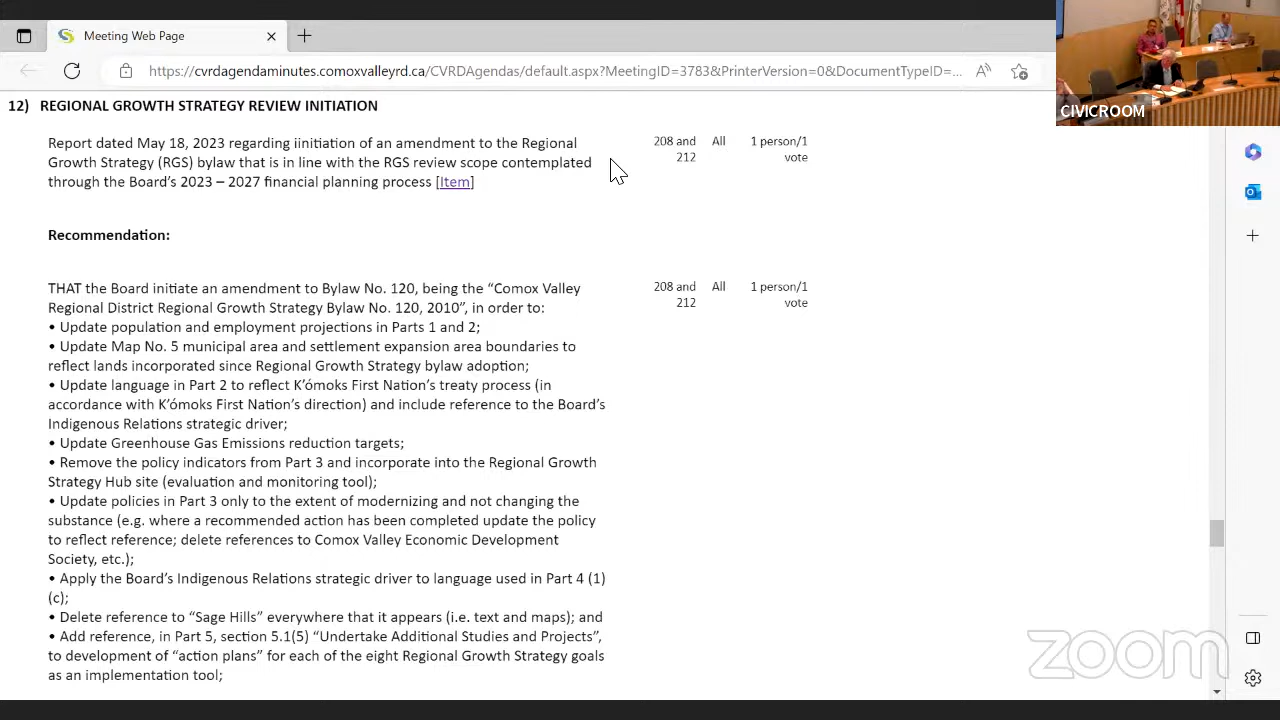 Meeting Web Page
https://cvrdagendaminutes.comoxvalleyrd.ca/CVRDAgendas/default.aspx?MeetingID=3783&PrinterVersion=0&DocumentTypeID=...
CIVICROOM
12) REGIONAL GROWTH STRATEGY REVIEW INITIATION
Report dated May 18, 2023 regarding iinitiation of an amendment to the Regional 208 and All 1 person/1
Growth Strategy (RGS) bylaw that is in line with the RGS review scope contemplated 212 vote
through the Board's 2023 – 2027 financial planning process [Item]
Recommendation:
THAT the Board initiate an amendment to Bylaw No. 120, being the “Comox Valley 208 and All 1 person/1
Regional District Regional Growth Strategy Bylaw No. 120, 2010”, in order to: 212 vote
• Update population and employment projections in Parts 1 and 2;
• Update Map No. 5 municipal area and settlement expansion area boundaries to
reflect lands incorporated since Regional Growth Strategy bylaw adoption;
• Update language in Part 2 to reflect K’ómoks First Nation’s treaty process (in
accordance with K’ómoks First Nation’s direction) and include reference to the Board’s
Indigenous Relations strategic driver;
• Update Greenhouse Gas Emissions reduction targets;
• Remove the policy indicators from Part 3 and incorporate into the Regional Growth
Strategy Hub site (evaluation and monitoring tool);
• Update policies in Part 3 only to the extent of modernizing and not changing the
substance (e.g. where a recommended action has been completed update the policy
to reflect reference; delete references to Comox Valley Economic Development
Society, etc.);
• Apply the Board’s Indigenous Relations strategic driver to language used in Part 4 (1)
(c);
• Delete reference to “Sage Hills” everywhere that it appears (i.e. text and maps); and
• Add reference, in Part 5, section 5.1(5) “Undertake Additional Studies and Projects”,
to development of “action plans” for each of the eight Regional Growth Strategy goals
as an implementation tool;
zoom